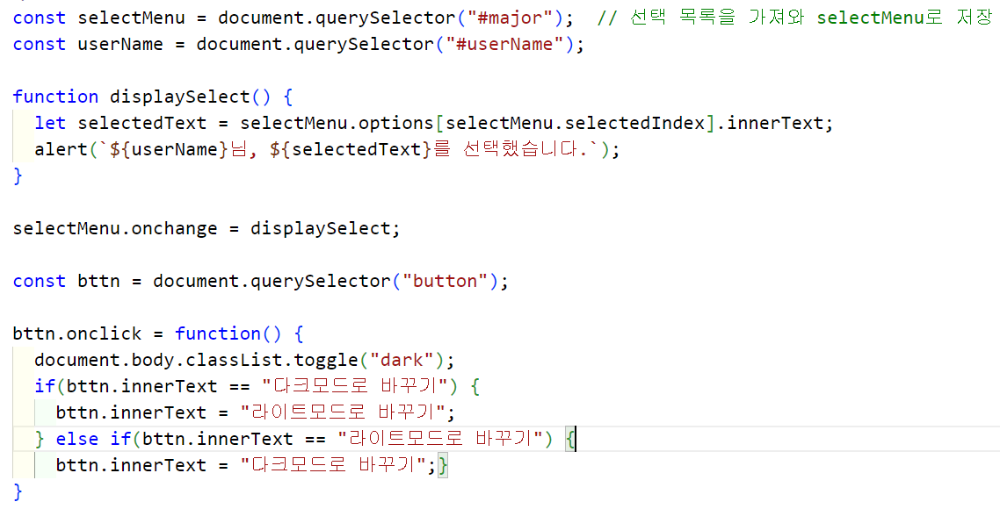 const selectMenu = document.querySelector("#major");  // 선택 목록을 가져와 selectMenu로 저장
const userName = document.querySelector("#userName");
function displaySelect() {
  let selectedText = selectMenu.options[selectMenu.selectedIndex].innerText;
  alert(`${userName}님, ${selectedText}를 선택했습니다.`);
}
selectMenu.onchange = displaySelect;
const bttn = document.querySelector("button");
bttn.onclick = function() {
  document.body.classList.toggle("dark");
  if(bttn.innerText == "다크모드로 바꾸기") {
    bttn.innerText = "라이트모드로 바꾸기";
  } else if(bttn.innerText == "라이트모드로 바꾸기") {
    bttn.innerText = "다크모드로 바꾸기";}
}